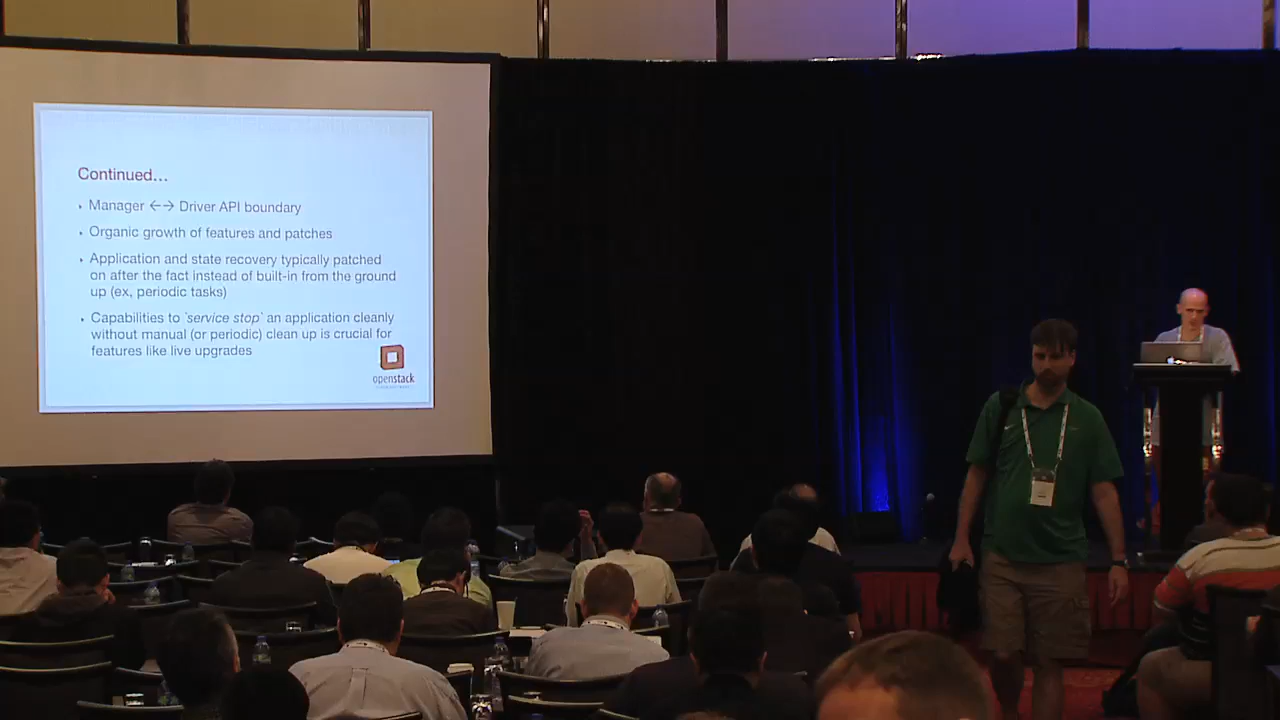 Continued...
‣ Manager <--> Driver API boundary
‣ Organic growth of features and patches
‣ Application and state recovery typically patched
on after the fact instead of built-in from the ground
up (ex, periodic tasks)
‣ Capabilities to `service stop` an application cleanly
without manual (or periodic) clean up is crucial for
features like live upgrades
openstack